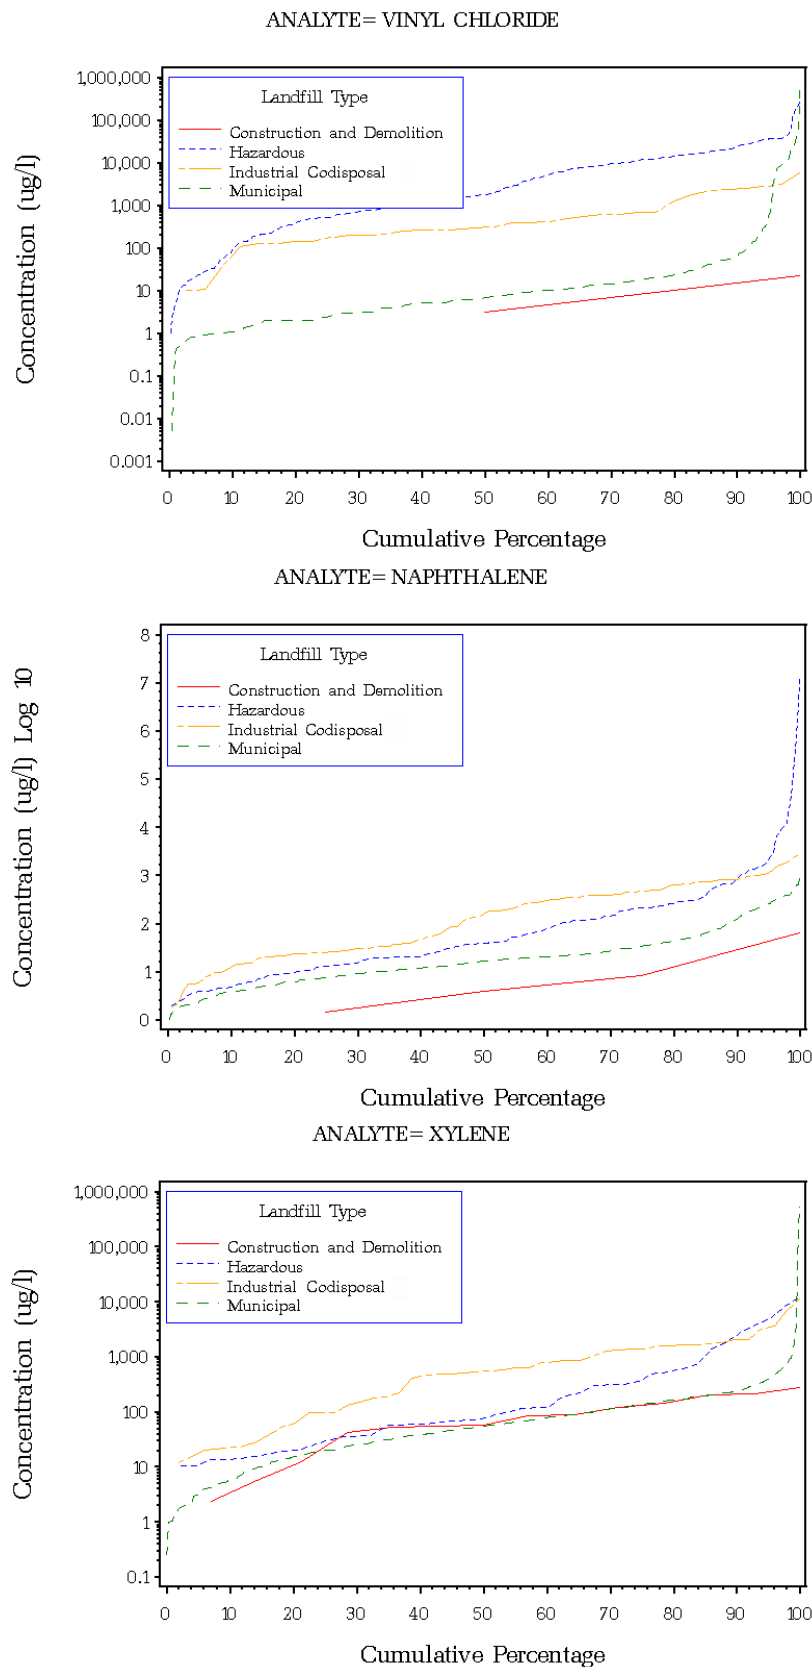 ANALYTE= VINYL CHLORIDE
Concentration (ug/l)
1,000,000
100,000
10,000
1,000
100
10
1
0.1
0.01
0.001
Landfill Type
Construction and Demolition
Hazardous
Industrial Codisposal
Municipal
0 10 20 30 40 50 60 70 80 90 100
Cumulative Percentage
ANALYTE= NAPHTHALENE
Concentration (ug/l) Log 10
8
7
6
5
4
3
2
1
0
Landfill Type
Construction and Demolition
Hazardous
Industrial Codisposal
Municipal
0 10 20 30 40 50 60 70 80 90 100
Cumulative Percentage
ANALYTE= XYLENE
Concentration (ug/l)
1,000,000
100,000
10,000
1,000
100
10
1
0.1
Landfill Type
Construction and Demolition
Hazardous
Industrial Codisposal
Municipal
0 10 20 30 40 50 60 70 80 90 100
Cumulative Percentage